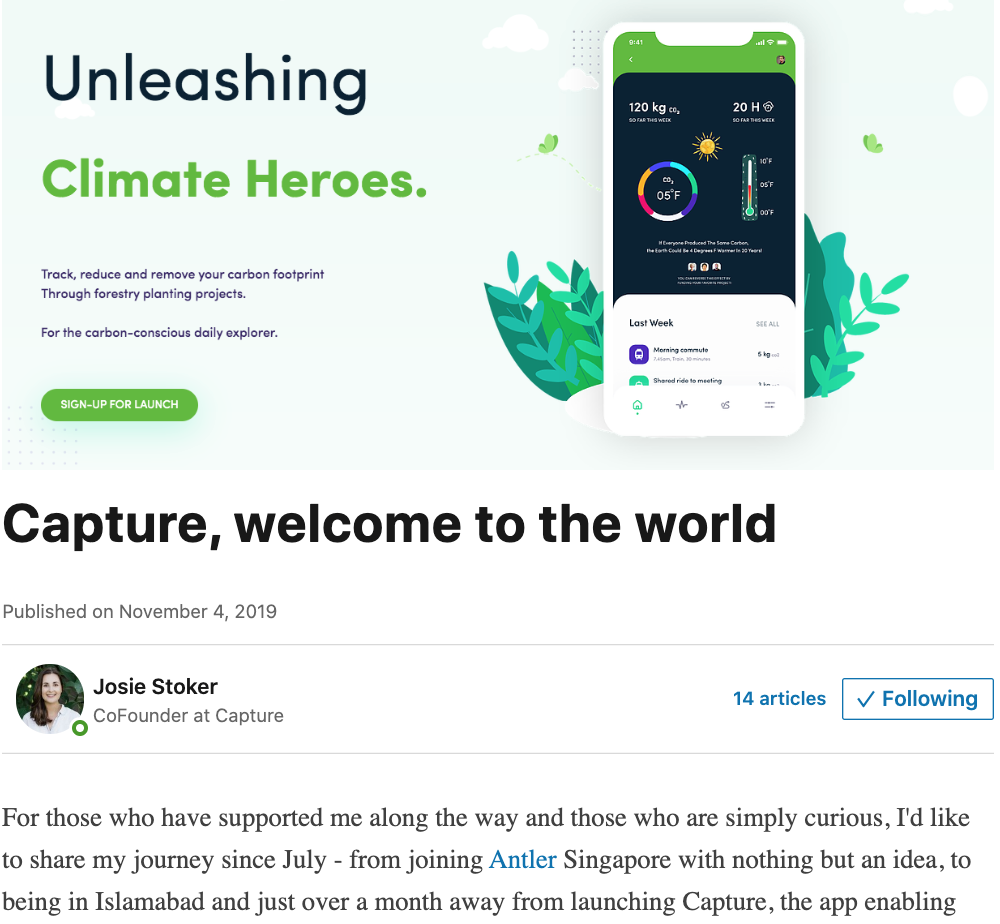 Unleashing
Climate Heroes.
Track, reduce and remove your carbon footprint
Through forestry planting projects.
For the carbon-conscious daily explorer.
SIGN-UP FOR LAUNCH
9:41
120 kg CO₂
SO FAR THIS WEEK
20 H
SO FAR THIS WEEK
CO₂
05°F
10°F
05°F
00°F
If Everyone Produced The Same Carbon,
the Earth Could Be 4 Degrees F Warmer In 20 Years!
Last Week
SEE ALL
Morning commute
7:45am, Train, 30 minutes
5 kg co2
Shared ride to meeting
Capture, welcome to the world
Published on November 4, 2019
Josie Stoker
CoFounder at Capture
14 articles
✓ Following
For those who have supported me along the way and those who are simply curious, I'd like
to share my journey since July - from joining Antler Singapore with nothing but an idea, to
being in Islamabad and just over a month away from launching Capture, the app enabling